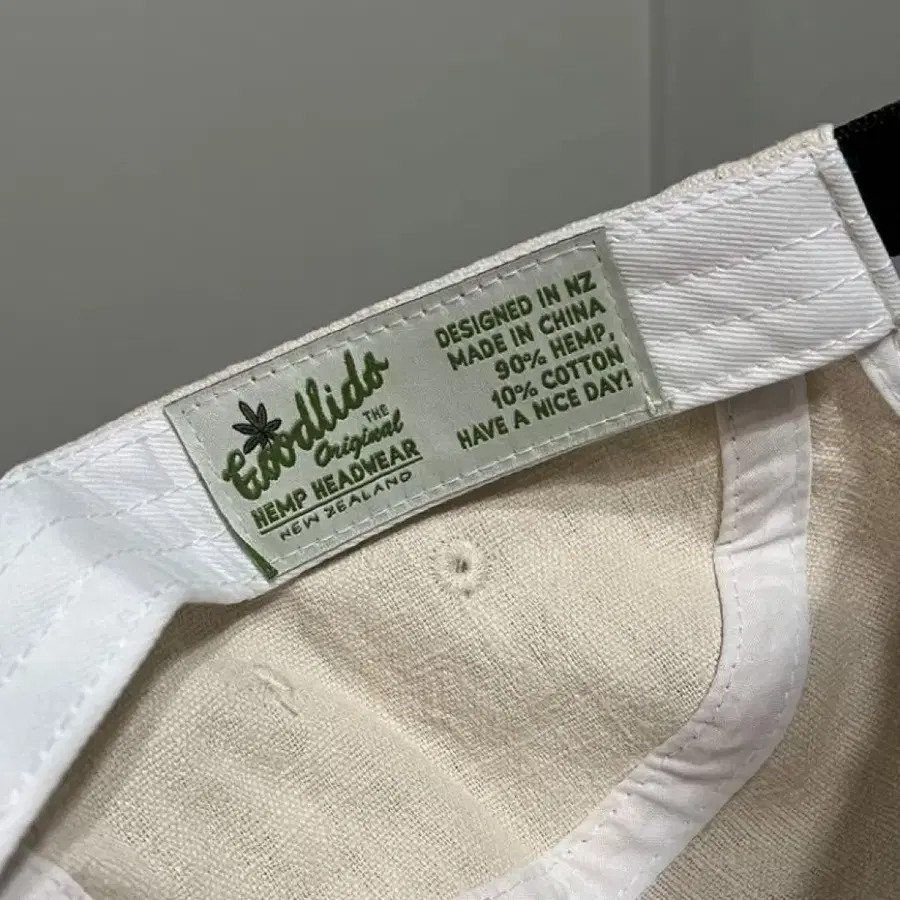 Goodlids
THE
Original
HEMP HEADWEAR
NEW ZEALAND
DESIGNED IN NZ
MADE IN CHINA
90% HEMP,
10% COTTON
HAVE A NICE DAY!